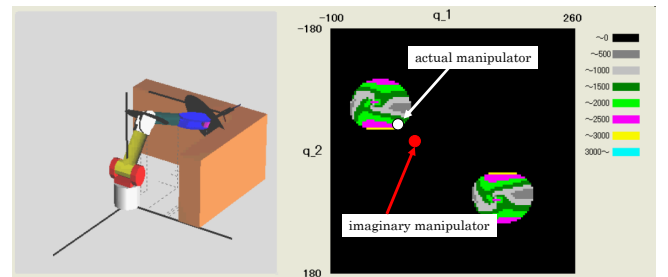 -100 q_1 260
-180
actual manipulator
q_2
imaginary manipulator
180
～0
～500
～1000
～1500
～2000
～2500
～3000
3000～